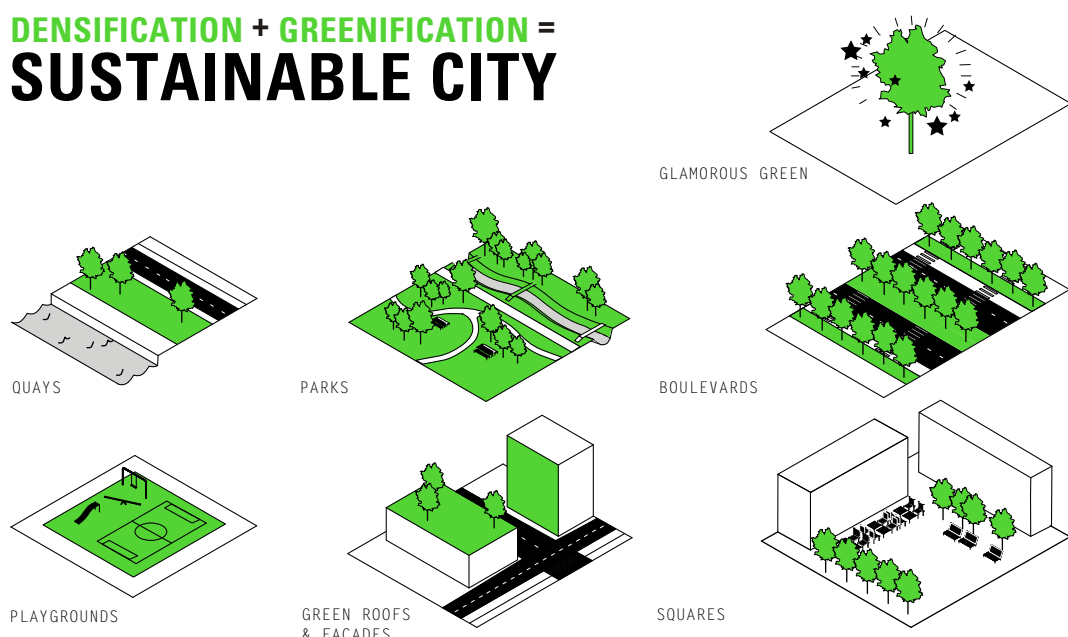 DENSIFICATION + GREENIFICATION =
SUSTAINABLE CITY
GLAMOROUS GREEN
QUAYS
PARKS
BOULEVARDS
PLAYGROUNDS
GREEN ROOFS
& FACADES
SQUARES